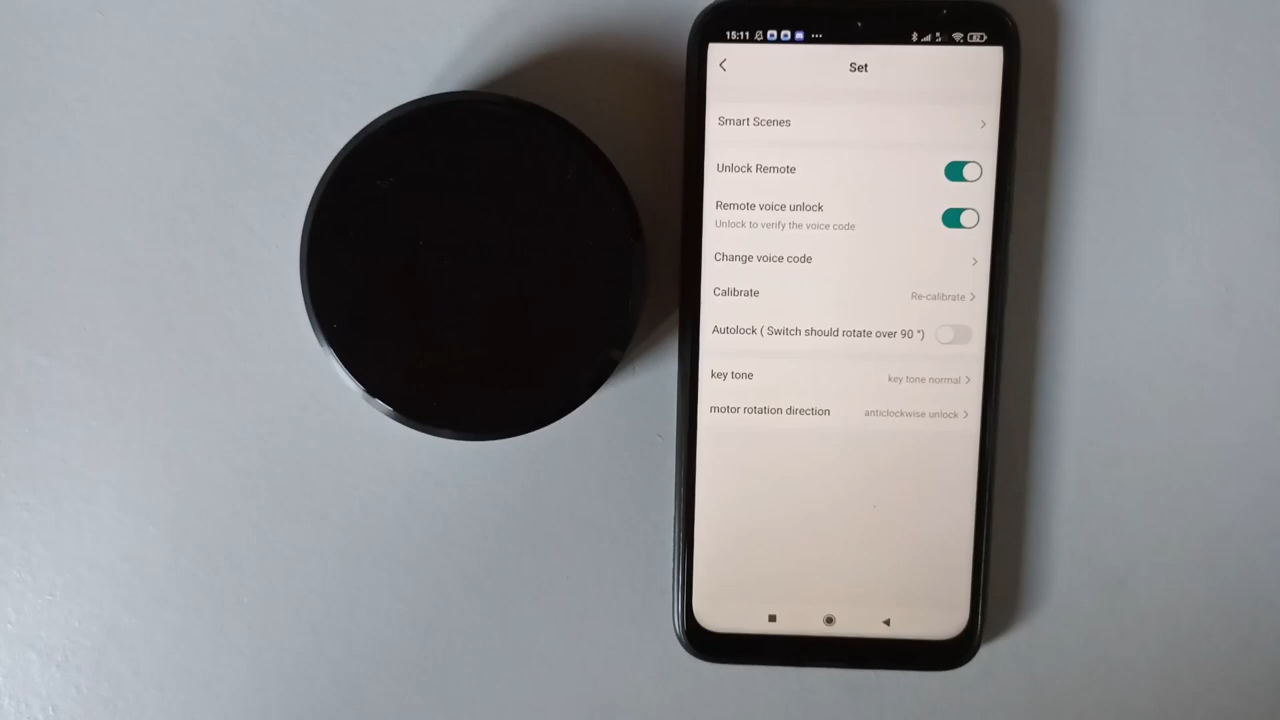 15:11
82
Set
Smart Scenes
Unlock Remote
Remote voice unlock
Unlock to verify the voice code
Change voice code
Calibrate Re-calibrate
Autolock ( Switch should rotate over 90 °)
key tone key tone normal
motor rotation direction anticlockwise unlock